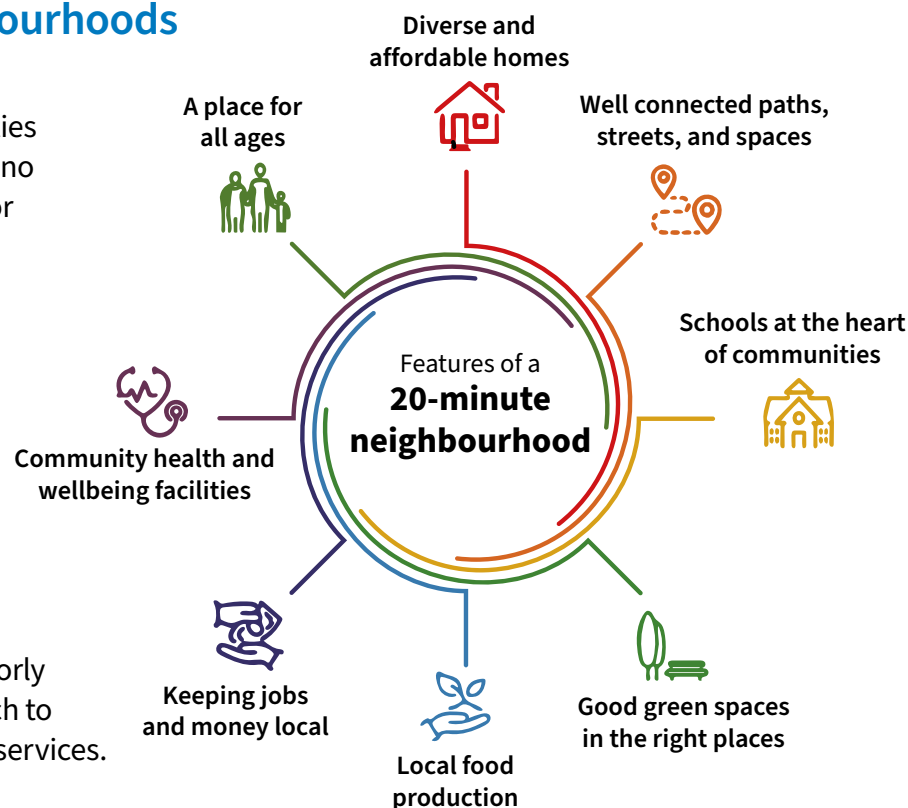 ourhoods
ies
no
or
orly
ch to
services.
Diverse and
affordable homes
A place for
all ages
Well connected paths,
streets, and spaces
Schools at the heart
of communities
Features of a
20-minute
neighbourhood
Community health and
wellbeing facilities
Keeping jobs
and money local
Good green spaces
in the right places
Local food
production